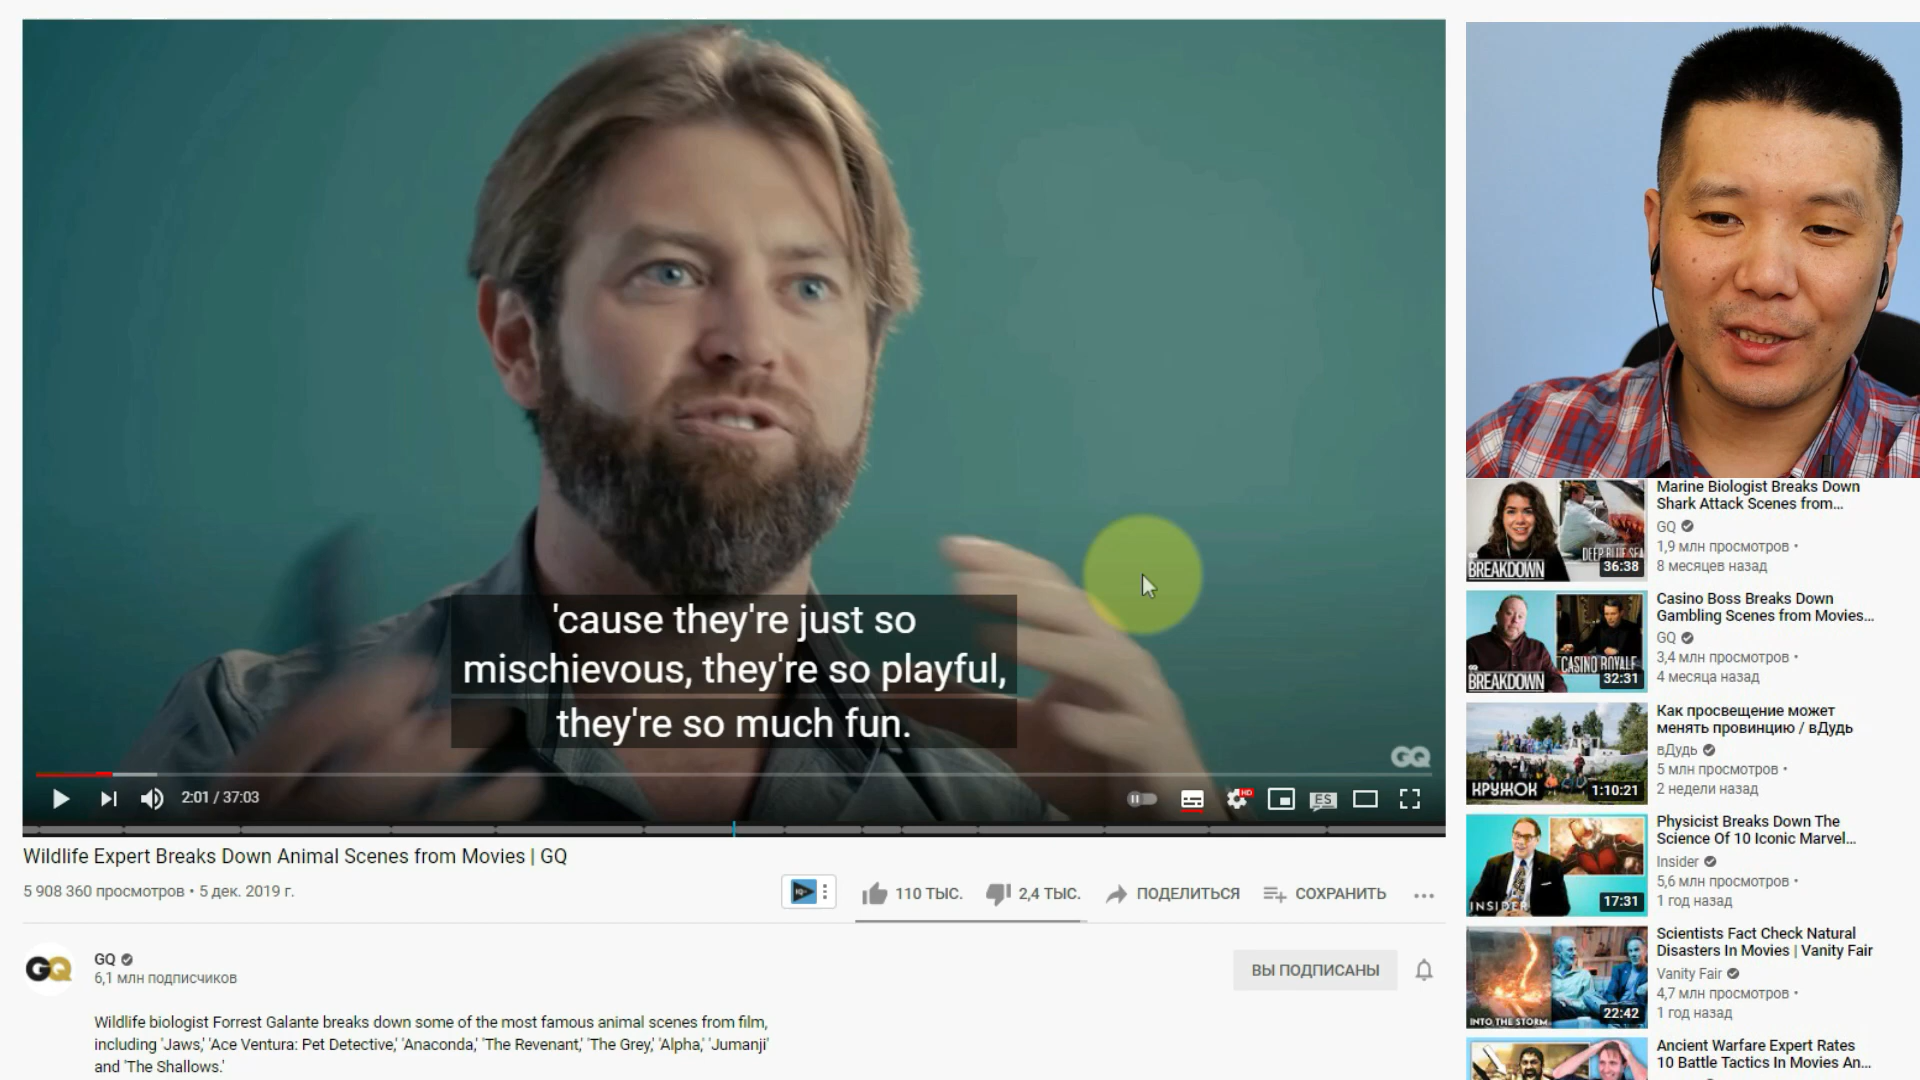 'cause they're just so
mischievous, they're so playful,
they're so much fun.
GQ
2:01 / 37:03
HD
ES
Wildlife Expert Breaks Down Animal Scenes from Movies | GQ
5 908 360 просмотров • 5 дек. 2019 г.
110 ТЫС.
2,4 ТЫС.
ПОДЕЛИТЬСЯ
СОХРАНИТЬ
GQ
GQ
6,1 млн подписчиков
ВЫ ПОДПИСАНЫ
Wildlife biologist Forrest Galante breaks down some of the most famous animal scenes from film,
including 'Jaws,' 'Ace Ventura: Pet Detective,' 'Anaconda,' 'The Revenant,' 'The Grey,' 'Alpha,' 'Jumanji'
and 'The Shallows.'
DEEP BLUE SEA
BREAKDOWN
36:38
Marine Biologist Breaks Down
Shark Attack Scenes from...
GQ
1,9 млн просмотров •
8 месяцев назад
CASINO ROYALE
BREAKDOWN
32:31
Casino Boss Breaks Down
Gambling Scenes from Movies...
GQ
3,4 млн просмотров •
4 месяца назад
КРУЖОК
1:10:21
Как просвещение может
менять провинцию / вДудь
вДудь
5 млн просмотров •
2 недели назад
INSIDER
17:31
Physicist Breaks Down The
Science Of 10 Iconic Marvel...
Insider
5,6 млн просмотров •
1 год назад
INTO THE STORM
22:42
Scientists Fact Check Natural
Disasters In Movies | Vanity Fair
Vanity Fair
4,7 млн просмотров •
1 год назад
Ancient Warfare Expert Rates
10 Battle Tactics In Movies An...